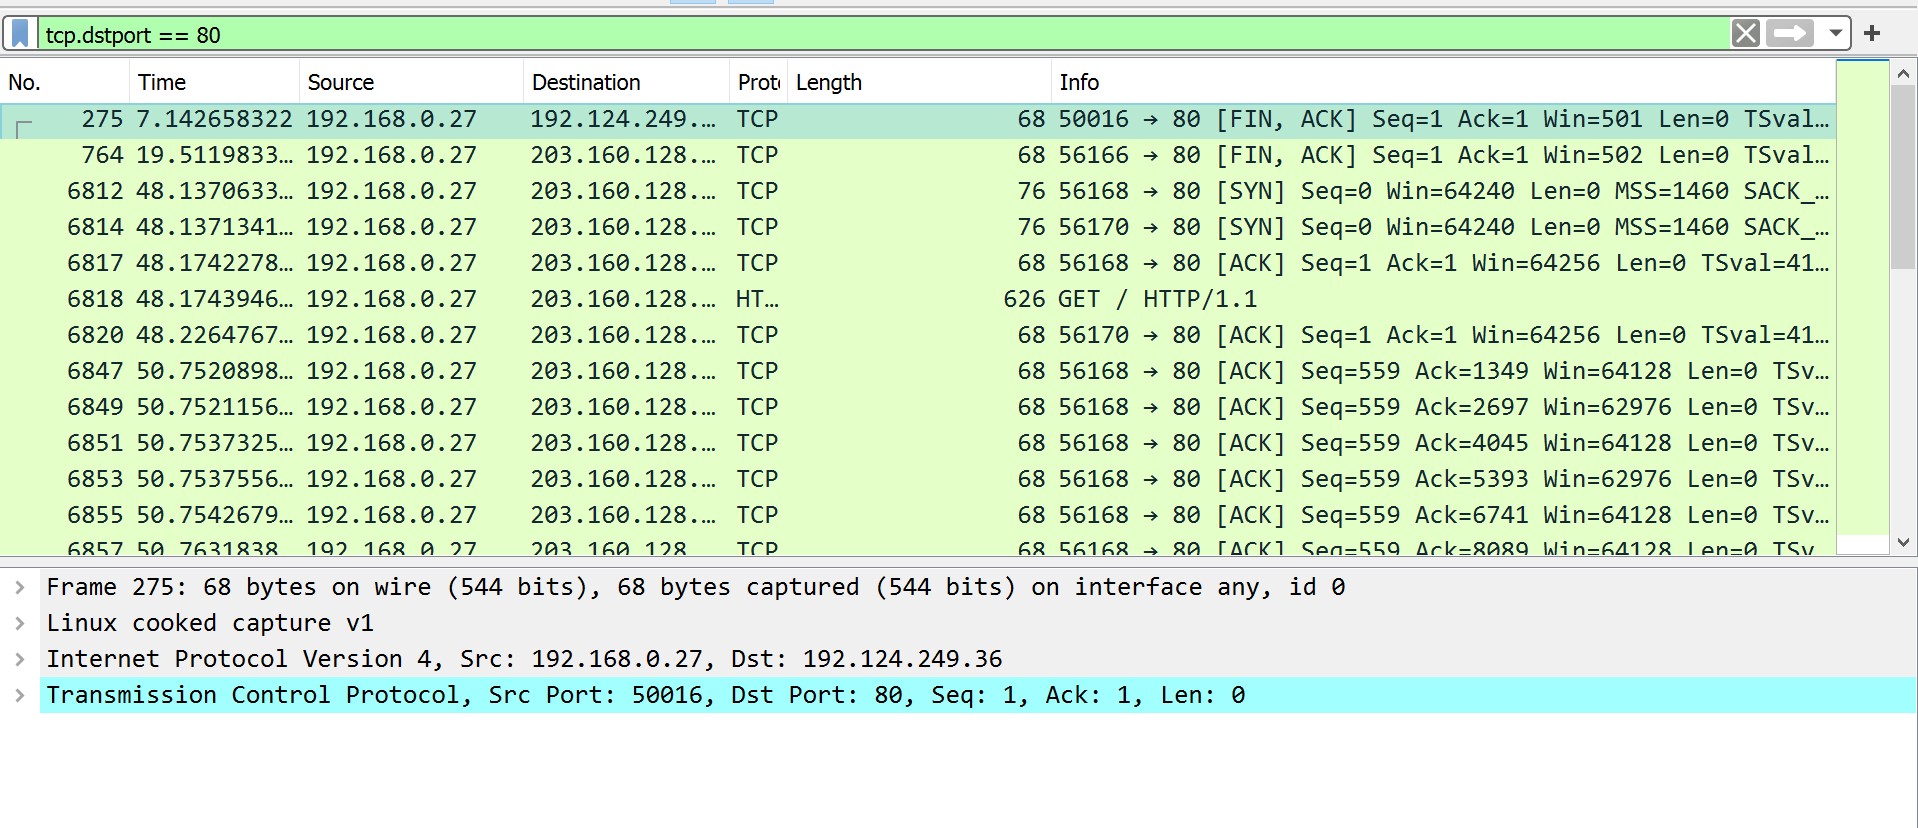 tcp.dstport == 80
No. Time Source Destination Proto Length Info
275 7.142658322 192.168.0.27 192.124.249.… TCP 68 50016 → 80 [FIN, ACK] Seq=1 Ack=1 Win=501 Len=0 TSval…
764 19.5119833… 192.168.0.27 203.160.128.… TCP 68 56166 → 80 [FIN, ACK] Seq=1 Ack=1 Win=502 Len=0 TSval…
6812 48.1370633… 192.168.0.27 203.160.128.… TCP 76 56168 → 80 [SYN] Seq=0 Win=64240 Len=0 MSS=1460 SACK_…
6814 48.1371341… 192.168.0.27 203.160.128.… TCP 76 56170 → 80 [SYN] Seq=0 Win=64240 Len=0 MSS=1460 SACK_…
6817 48.1742278… 192.168.0.27 203.160.128.… TCP 68 56168 → 80 [ACK] Seq=1 Ack=1 Win=64256 Len=0 TSval=41…
6818 48.1743946… 192.168.0.27 203.160.128.… HT… 626 GET / HTTP/1.1
6820 48.2264767… 192.168.0.27 203.160.128.… TCP 68 56170 → 80 [ACK] Seq=1 Ack=1 Win=64256 Len=0 TSval=41…
6847 50.7520898… 192.168.0.27 203.160.128.… TCP 68 56168 → 80 [ACK] Seq=559 Ack=1349 Win=64128 Len=0 TSv…
6849 50.7521156… 192.168.0.27 203.160.128.… TCP 68 56168 → 80 [ACK] Seq=559 Ack=2697 Win=62976 Len=0 TSv…
6851 50.7537325… 192.168.0.27 203.160.128.… TCP 68 56168 → 80 [ACK] Seq=559 Ack=4045 Win=64128 Len=0 TSv…
6853 50.7537556… 192.168.0.27 203.160.128.… TCP 68 56168 → 80 [ACK] Seq=559 Ack=5393 Win=62976 Len=0 TSv…
6855 50.7542679… 192.168.0.27 203.160.128.… TCP 68 56168 → 80 [ACK] Seq=559 Ack=6741 Win=64128 Len=0 TSv…
6857 50.7631838 192.168.0.27 203.160.128 TCP 68 56168 → 80 [ACK] Seq=559 Ack=8089 Win=64128 Len=0 TSv
Frame 275: 68 bytes on wire (544 bits), 68 bytes captured (544 bits) on interface any, id 0
Linux cooked capture v1
Internet Protocol Version 4, Src: 192.168.0.27, Dst: 192.124.249.36
Transmission Control Protocol, Src Port: 50016, Dst Port: 80, Seq: 1, Ack: 1, Len: 0